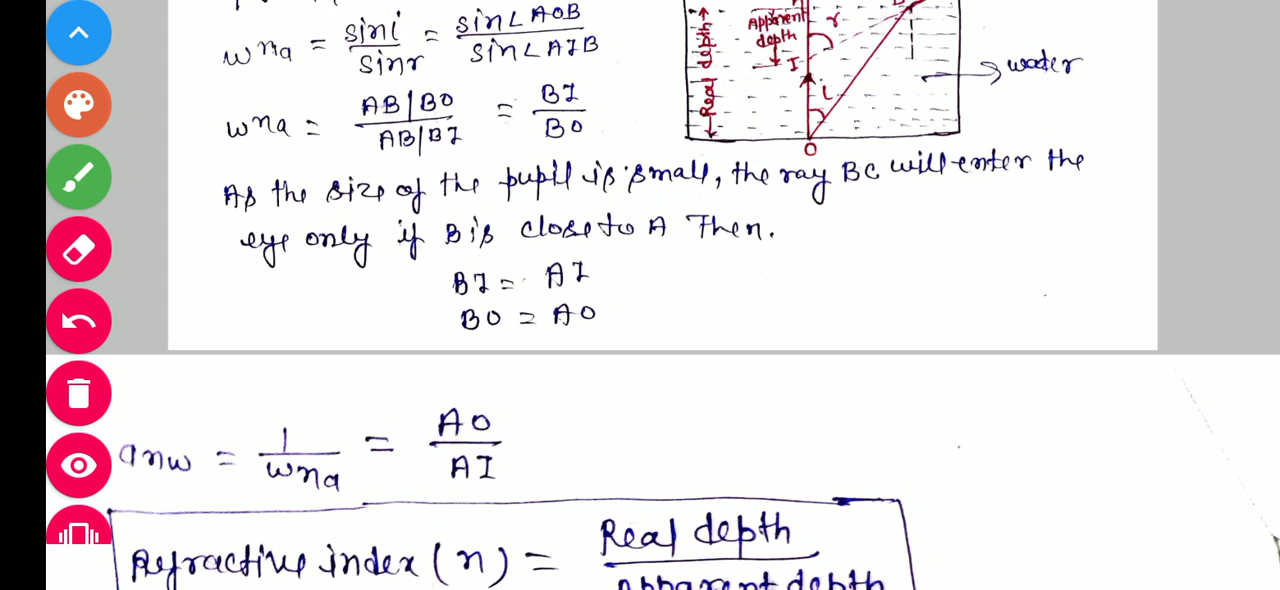 wna = sini/sinr = sin∠AOB/sin∠AIB
wna = AB/BO / AB/BI = BI/BO
As the size of the pupil is small, the ray BC will enter the
eye only if B is close to A Then.
BI = AI
BO = AO
anw = 1/wna = AO/AI
Refractive index (n) = Real depth / apparent depth
Real depth
Apparent
depth
r
I
i
O
water